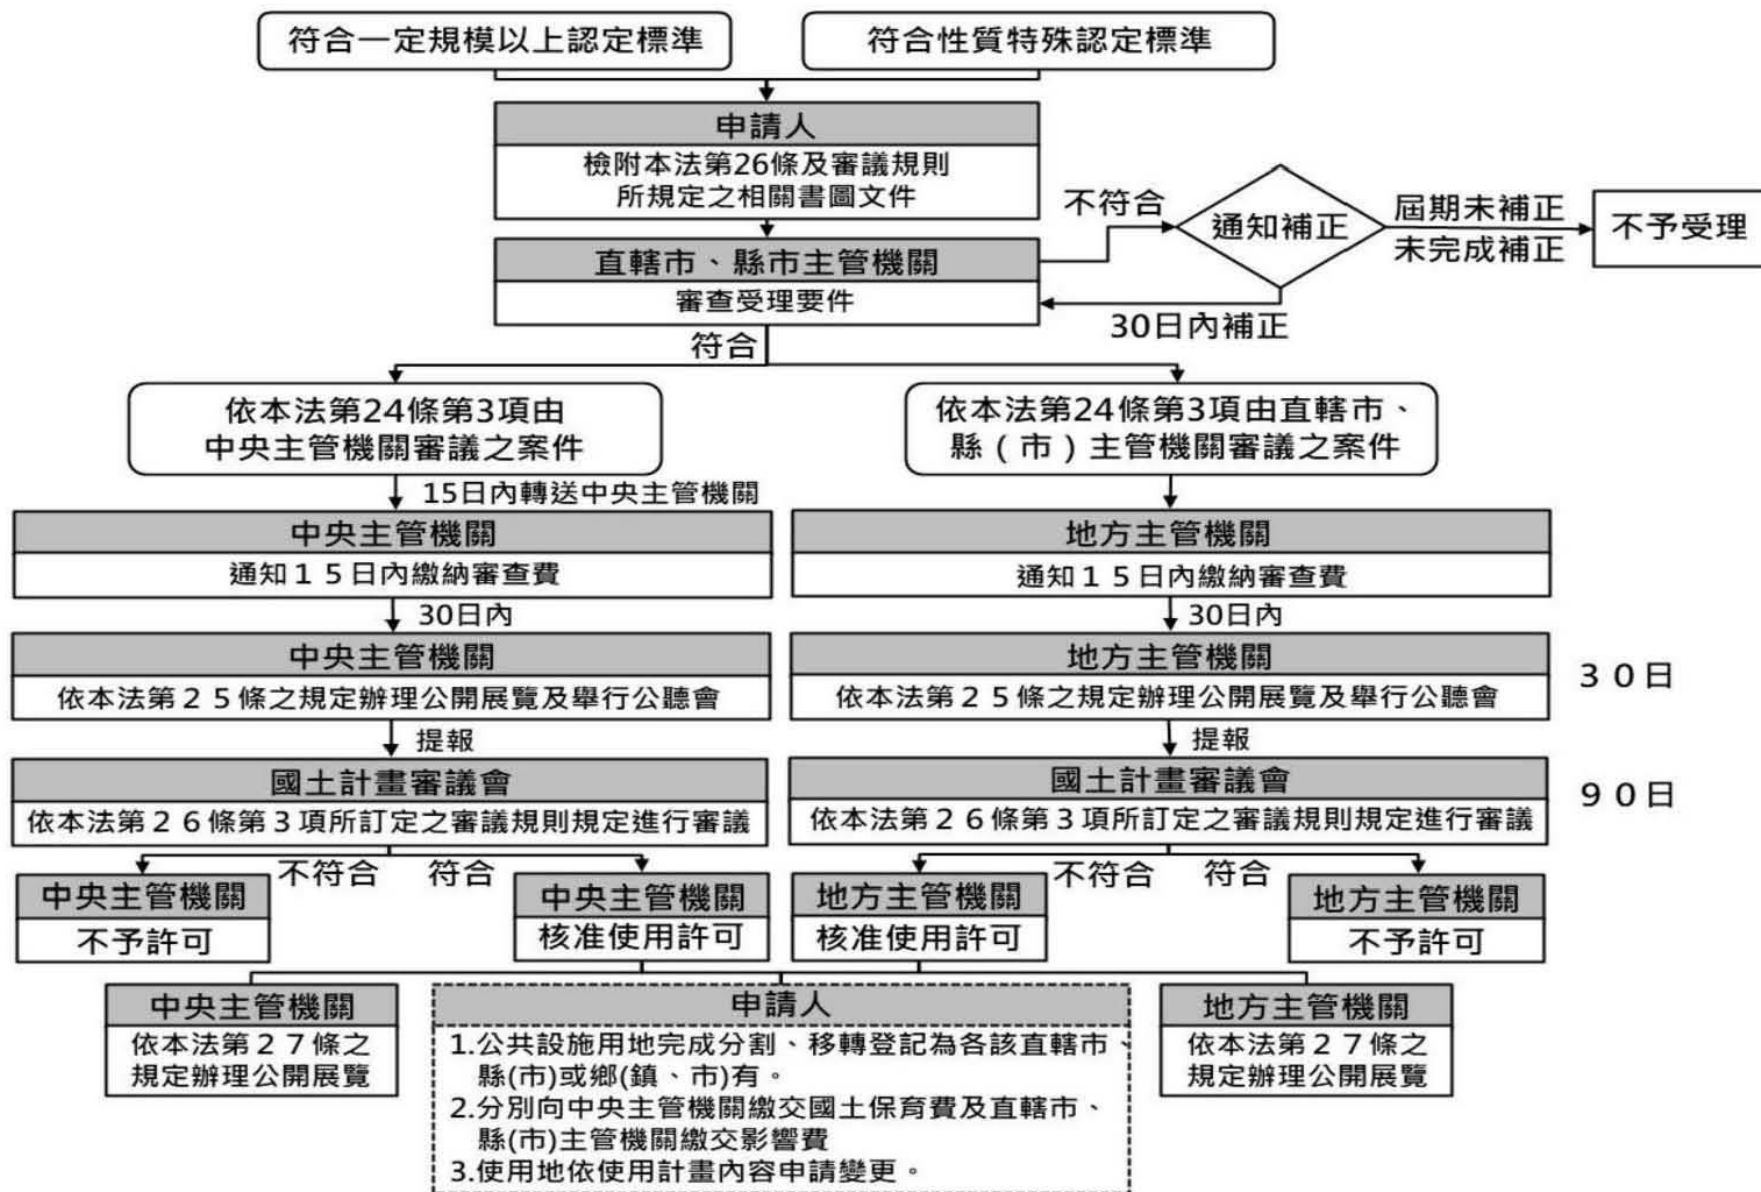 符合一定規模以上認定標準
符合性質特殊認定標準
申請人
檢附本法第26條及審議規則
所規定之相關書圖文件
直轄市、縣市主管機關
審查受理要件
不符合
通知補正
屆期未補正
未完成補正
不予受理
30日內補正
符合
依本法第24條第3項由
中央主管機關審議之案件
依本法第24條第3項由直轄市、
縣（市）主管機關審議之案件
15日內轉送中央主管機關
中央主管機關
通知１５日內繳納審查費
地方主管機關
通知１５日內繳納審查費
30日內
30日內
中央主管機關
依本法第２５條之規定辦理公開展覽及舉行公聽會
地方主管機關
依本法第２５條之規定辦理公開展覽及舉行公聽會
３０日
提報
提報
國土計畫審議會
依本法第２６條第３項所訂定之審議規則規定進行審議
國土計畫審議會
依本法第２６條第３項所訂定之審議規則規定進行審議
９０日
不符合
符合
不符合
符合
中央主管機關
不予許可
中央主管機關
核准使用許可
地方主管機關
核准使用許可
地方主管機關
不予許可
中央主管機關
依本法第２７條之
規定辦理公開展覽
申請人
1.公共設施用地完成分割、移轉登記為各該直轄市、
縣(市)或鄉(鎮、市)有。
2.分別向中央主管機關繳交國土保育費及直轄市、
縣(市)主管機關繳交影響費
3.使用地依使用計畫內容申請變更。
地方主管機關
依本法第２７條之
規定辦理公開展覽